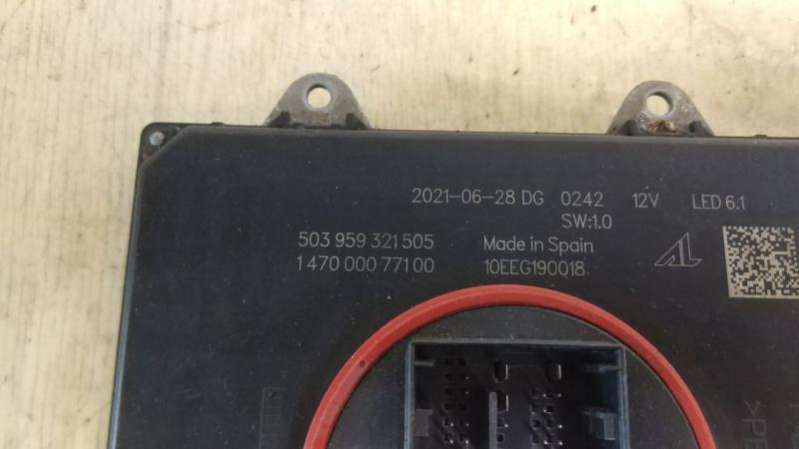 2021-06-28 DG 0242 12V LED 6.1
SW:1.0
503 959 321 505 Made in Spain
1 470 000 771 00 10EEG190018
AL